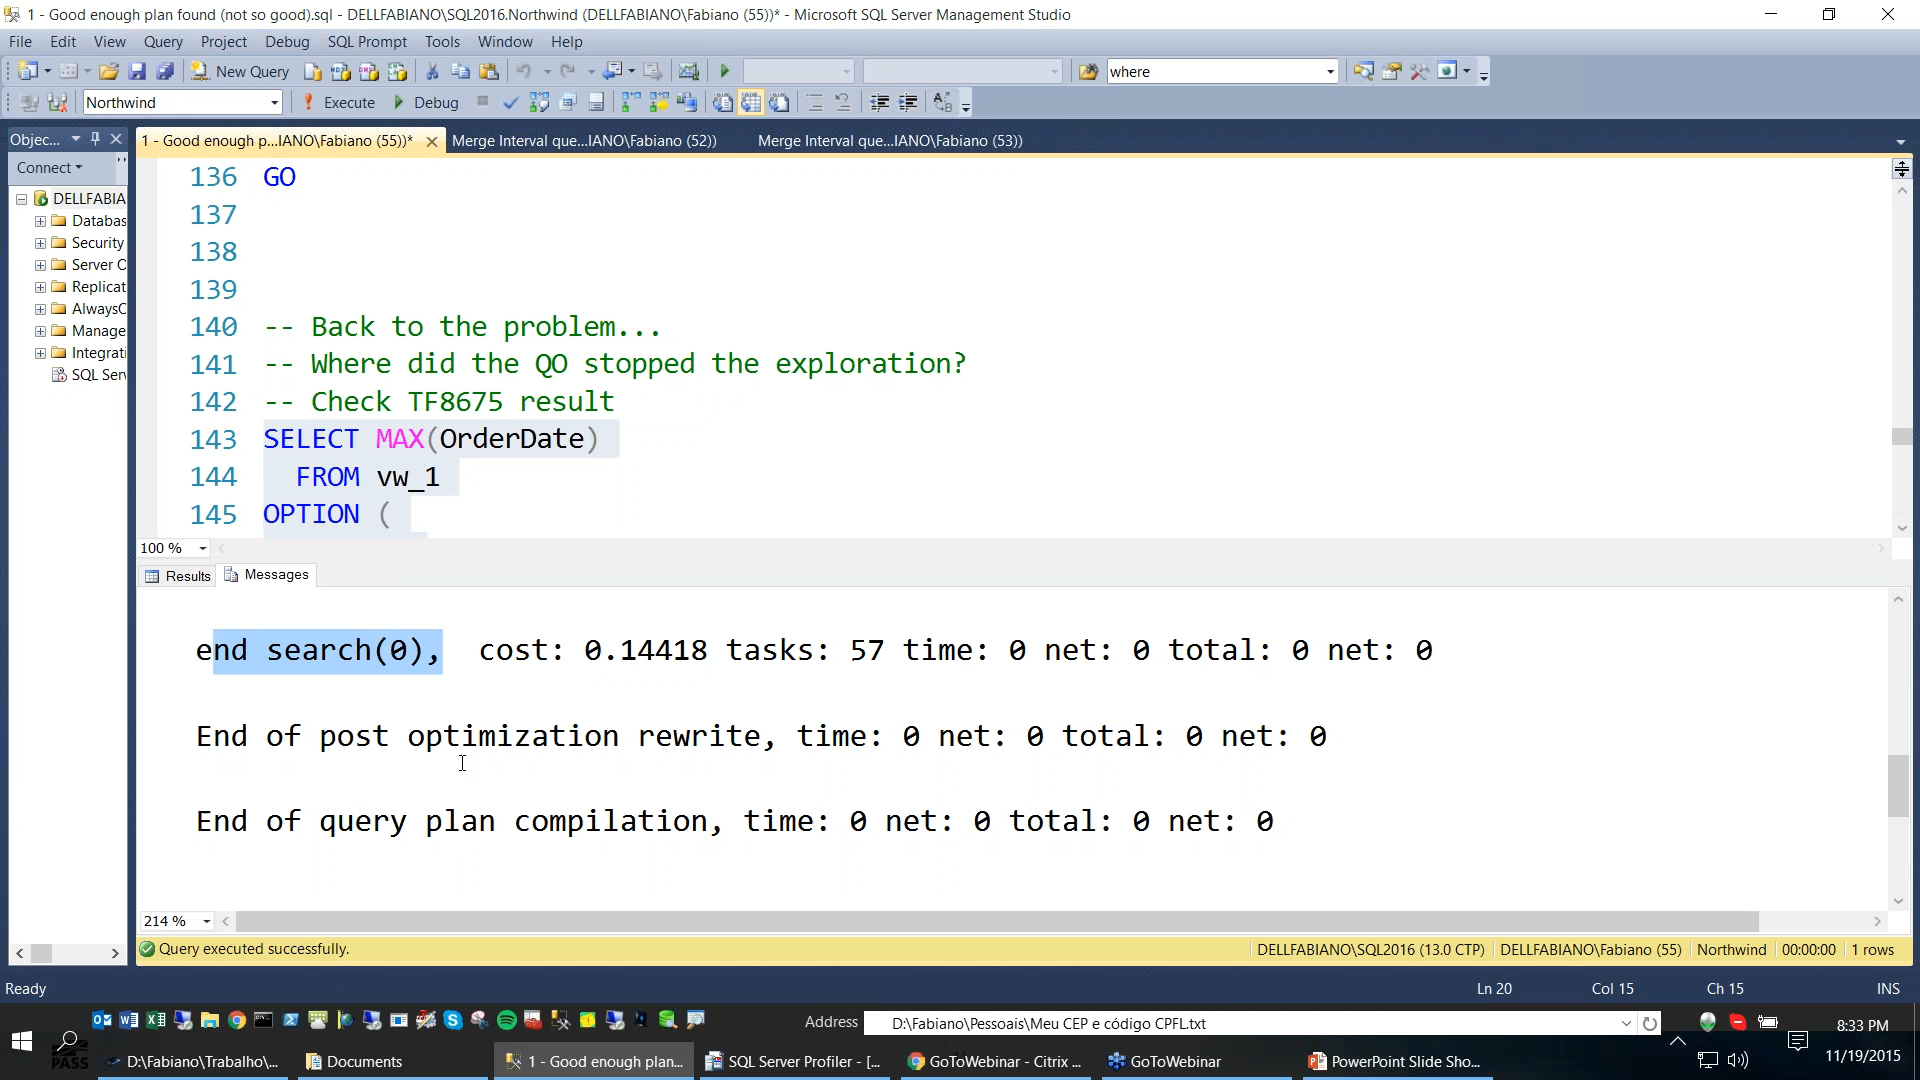 1 - Good enough plan found (not so good).sql - DELLFABIANO\SQL2016.Northwind (DELLFABIANO\Fabiano (55))* - Microsoft SQL Server Management Studio
File Edit View Query Project Debug SQL Prompt Tools Window Help
New Query where
Northwind Execute Debug
Objec... 1 - Good enough p...IANO\Fabiano (55))* Merge Interval que...IANO\Fabiano (52)) Merge Interval que...IANO\Fabiano (53))
Connect
DELLFABIA
Databas
Security
Server O
Replicat
AlwaysO
Manage
Integrati
SQL Serv
136 GO
137
138
139
140 -- Back to the problem...
141 -- Where did the QO stopped the exploration?
142 -- Check TF8675 result
143 SELECT MAX(OrderDate)
144 FROM vw_1
145 OPTION (
100 %
Results Messages
end search(0), cost: 0.14418 tasks: 57 time: 0 net: 0 total: 0 net: 0
End of post optimization rewrite, time: 0 net: 0 total: 0 net: 0
End of query plan compilation, time: 0 net: 0 total: 0 net: 0
214 %
Query executed successfully. DELLFABIANO\SQL2016 (13.0 CTP) DELLFABIANO\Fabiano (55) Northwind 00:00:00 1 rows
Ready Ln 20 Col 15 Ch 15 INS
Address D:\Fabiano\Pessoais\Meu CEP e código CPFL.txt
8:33 PM
PASS D:\Fabiano\Trabalho\... Documents 1 - Good enough plan... SQL Server Profiler - [... GoToWebinar - Citrix ... GoToWebinar PowerPoint Slide Sho...
11/19/2015